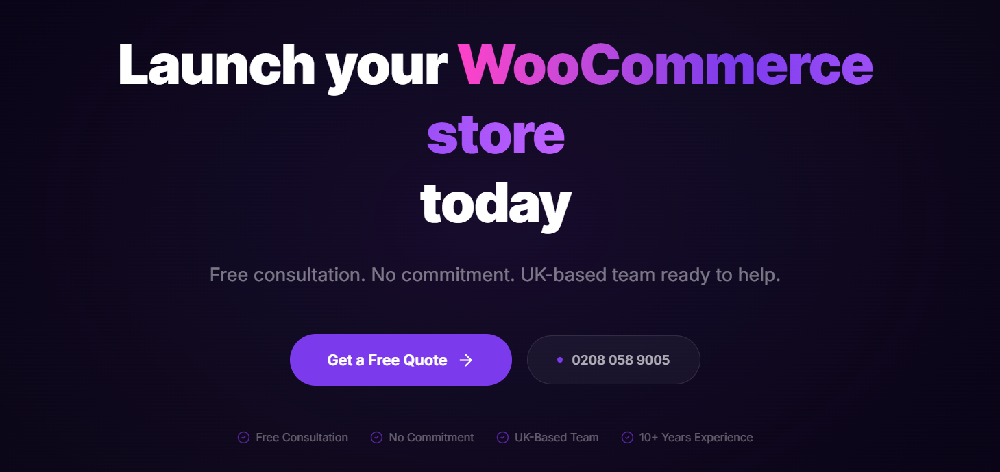 Launch your WooCommerce
store
today
Free consultation. No commitment. UK-based team ready to help.
Get a Free Quote → • 0208 058 9005
Free Consultation No Commitment UK-Based Team 10+ Years Experience